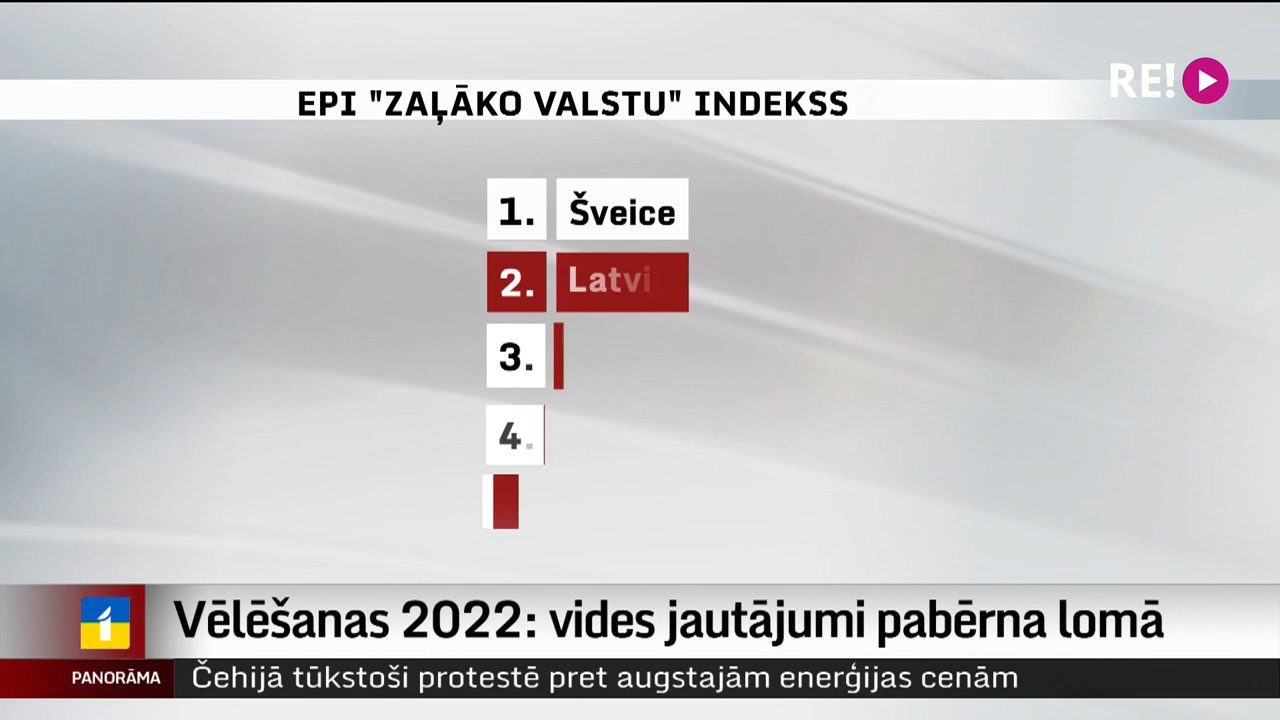 RE!
EPI "ZAĻĀKO VALSTU" INDEKSS
1. Šveice
2. Latvi
3.
4.
1
Vēlēšanas 2022: vides jautājumi pabērna lomā
PANORĀMA
Čehijā tūkstoši protestē pret augstajām enerģijas cenām